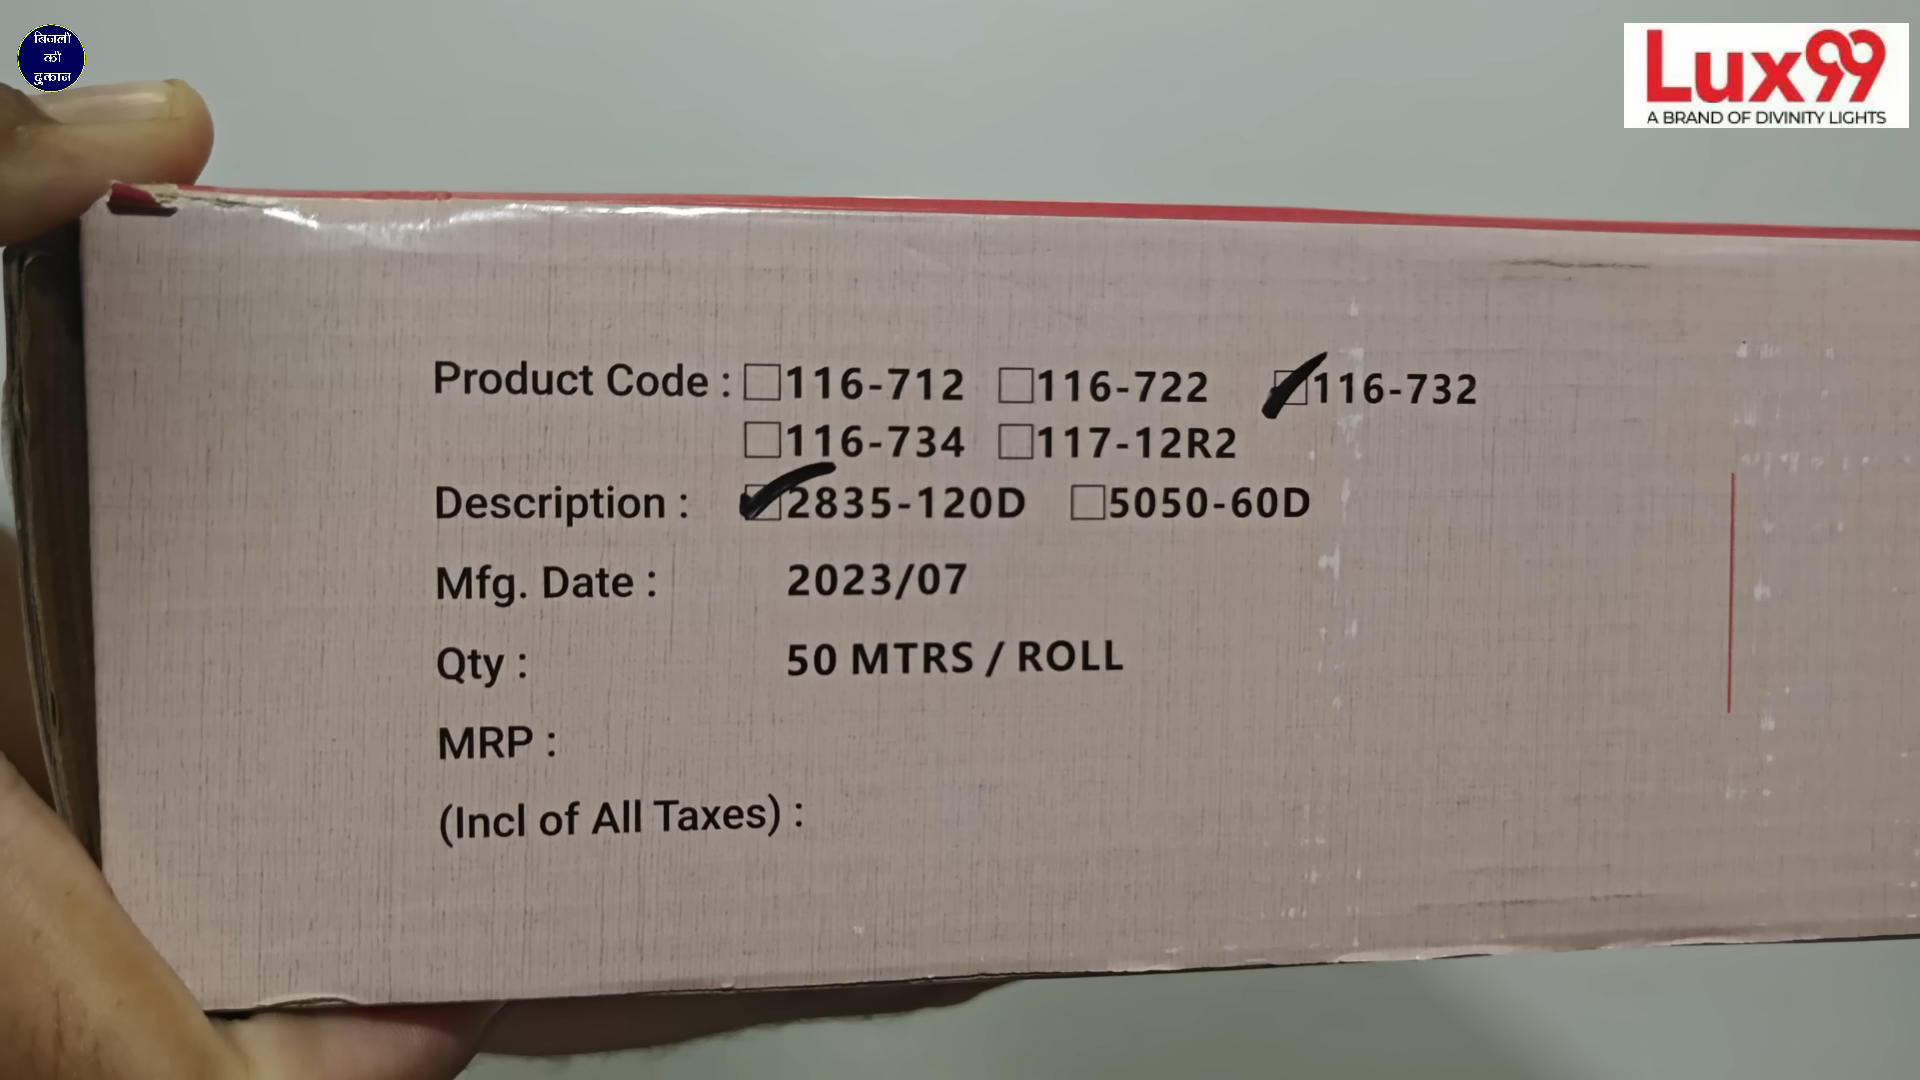 बिजली
की
दुकान
Lux99
A BRAND OF DIVINITY LIGHTS
Product Code : ☐116-712 ☐116-722 ☑116-732
☐116-734 ☐117-12R2
Description : ☑2835-120D ☐5050-60D
Mfg. Date : 2023/07
Qty : 50 MTRS / ROLL
MRP :
(Incl of All Taxes) :